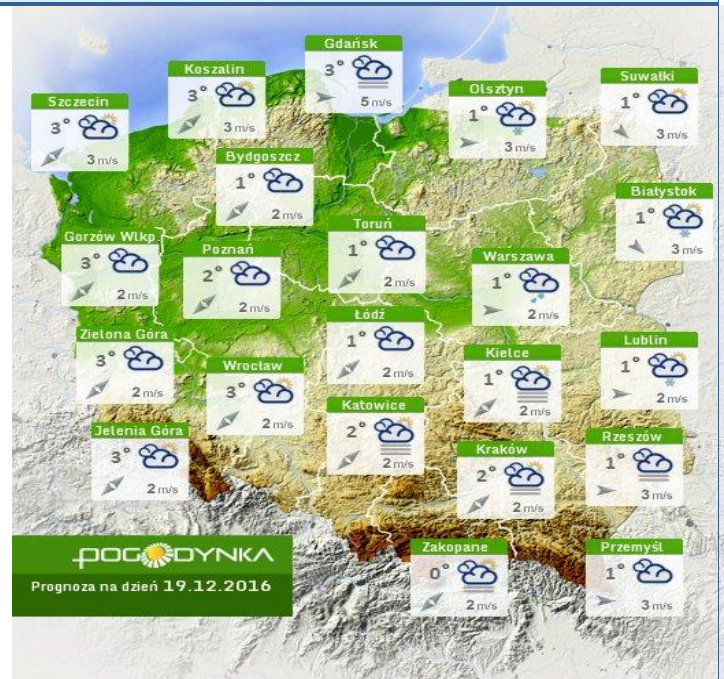 Gdańsk
3°
5 m/s
Koszalin
3°
3 m/s
Suwałki
1°
3 m/s
Olsztyn
1°
3 m/s
Szczecin
3°
3 m/s
Bydgoszcz
1°
2 m/s
Białystok
1°
3 m/s
Toruń
1°
2 m/s
Gorzów Wlkp
3°
2 m/s
Poznań
2°
2 m/s
Warszawa
1°
2 m/s
Łódź
1°
2 m/s
Zielona Góra
3°
2 m/s
Lublin
1°
2 m/s
Kielce
1°
2 m/s
Wrocław
3°
2 m/s
Katowice
2°
2 m/s
Jelenia Góra
3°
2 m/s
Rzeszów
1°
3 m/s
Kraków
2°
2 m/s
Zakopane
0°
2 m/s
Przemyśl
1°
3 m/s
POGODYNKA
Prognoza na dzień 19.12.2016